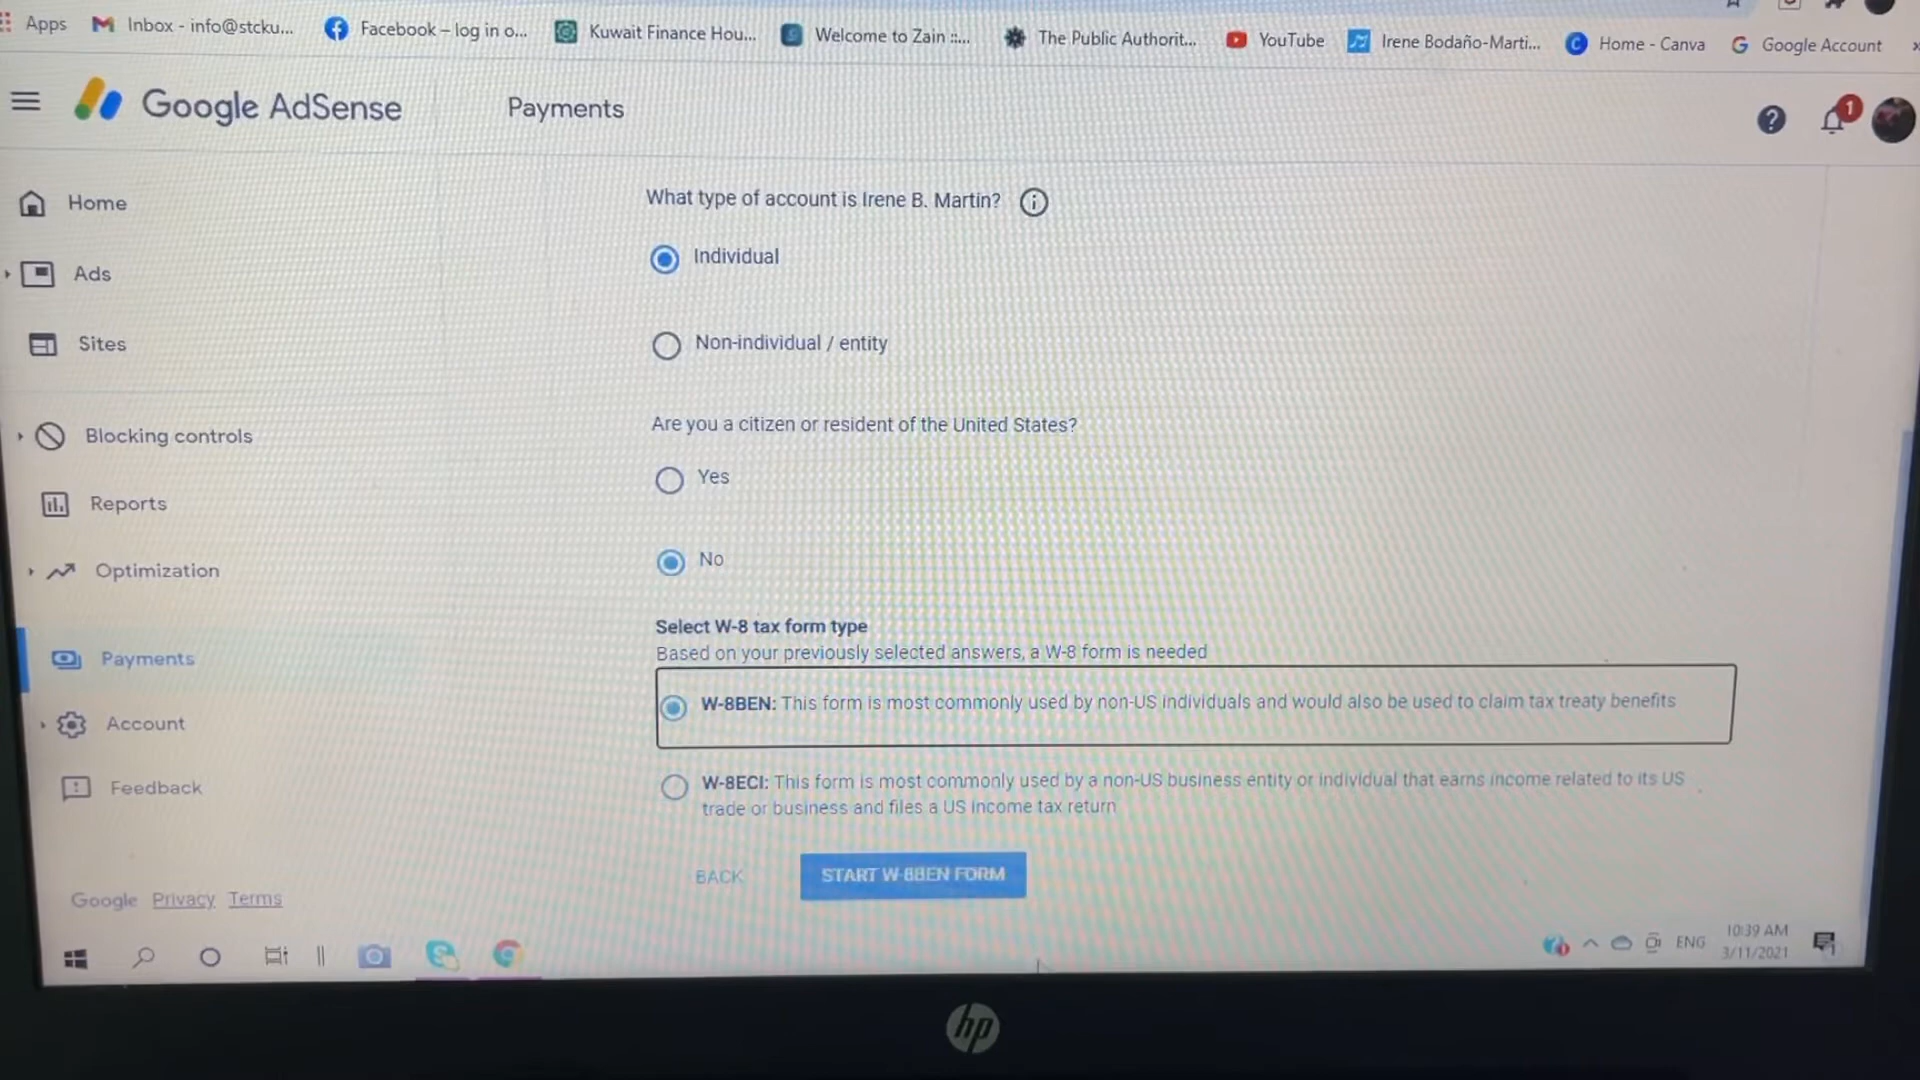 Apps
Inbox - info@stcku...
Facebook – log in o...
Kuwait Finance Hou...
Welcome to Zain ::...
The Public Authorit...
YouTube
Irene Bodaño-Marti...
Home - Canva
Google Account
Google AdSense
Payments
1
Home
Ads
Sites
Blocking controls
Reports
Optimization
Payments
Account
Feedback
Google Privacy Terms
What type of account is Irene B. Martin?
Individual
Non-individual / entity
Are you a citizen or resident of the United States?
Yes
No
Select W-8 tax form type
Based on your previously selected answers, a W-8 form is needed
W-8BEN: This form is most commonly used by non-US individuals and would also be used to claim tax treaty benefits
W-8ECI: This form is most commonly used by a non-US business entity or individual that earns income related to its US
trade or business and files a US income tax return
BACK
START W-8BEN FORM
ENG
10:39 AM
3/11/2021
hp